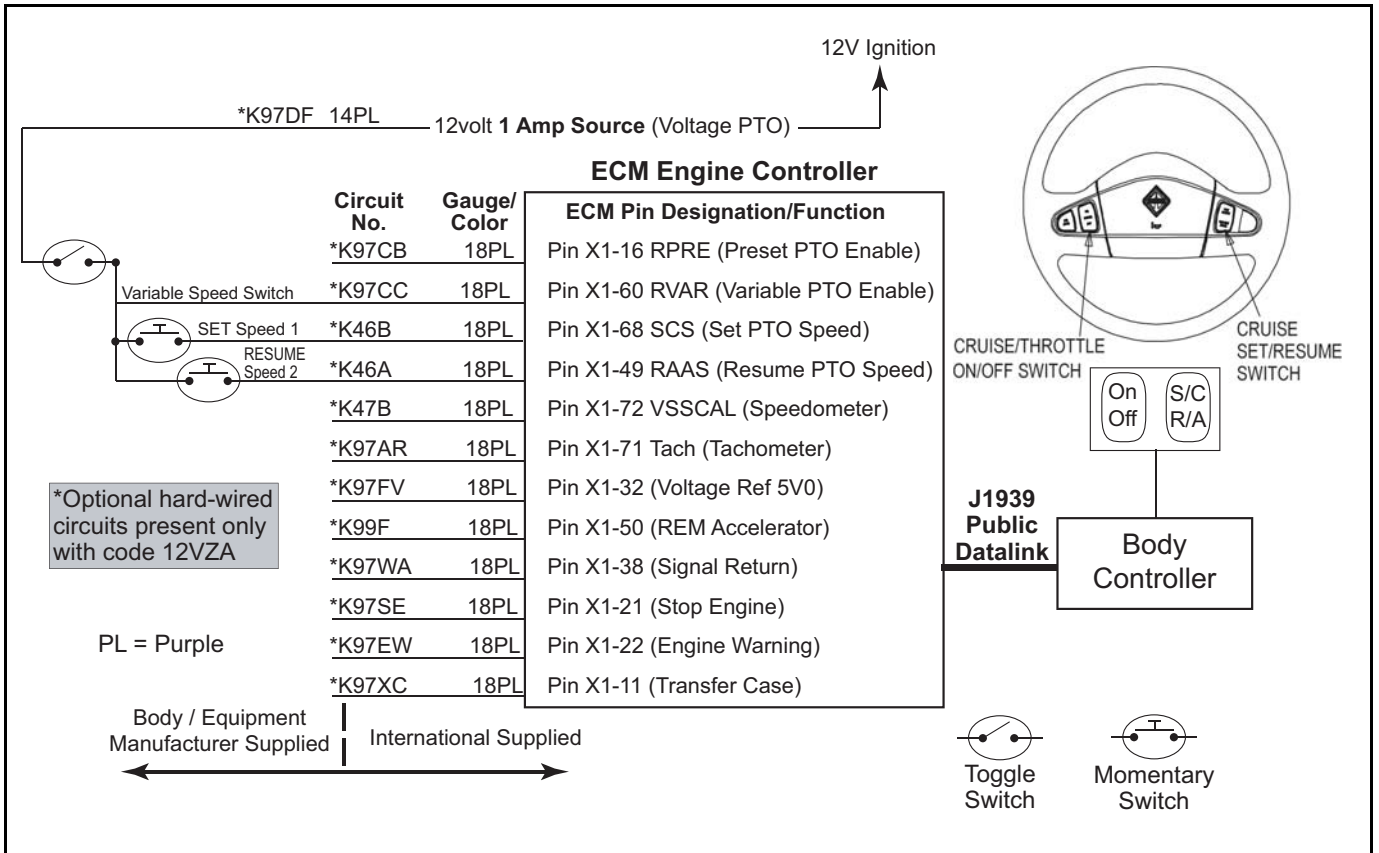 12V Ignition
*K97DF 14PL 12volt 1 Amp Source (Voltage PTO)
ECM Engine Controller
Circuit No.
Gauge/ Color
ECM Pin Designation/Function
*K97CB 18PL Pin X1-16 RPRE (Preset PTO Enable)
Variable Speed Switch *K97CC 18PL Pin X1-60 RVAR (Variable PTO Enable)
SET Speed 1 *K46B 18PL Pin X1-68 SCS (Set PTO Speed)
RESUME
Speed 2 *K46A 18PL Pin X1-49 RAAS (Resume PTO Speed)
*K47B 18PL Pin X1-72 VSSCAL (Speedometer)
*K97AR 18PL Pin X1-71 Tach (Tachometer)
*K97FV 18PL Pin X1-32 (Voltage Ref 5V0)
*K99F 18PL Pin X1-50 (REM Accelerator)
*K97WA 18PL Pin X1-38 (Signal Return)
*K97SE 18PL Pin X1-21 (Stop Engine)
*K97EW 18PL Pin X1-22 (Engine Warning)
*K97XC 18PL Pin X1-11 (Transfer Case)
*Optional hard-wired
circuits present only
with code 12VZA
PL = Purple
Body / Equipment
Manufacturer Supplied
International Supplied
CRUISE/THROTTLE
ON/OFF SWITCH
CRUISE
SET/RESUME
SWITCH
On
Off
S/C
R/A
J1939
Public
Datalink
Body
Controller
Toggle
Switch
Momentary
Switch